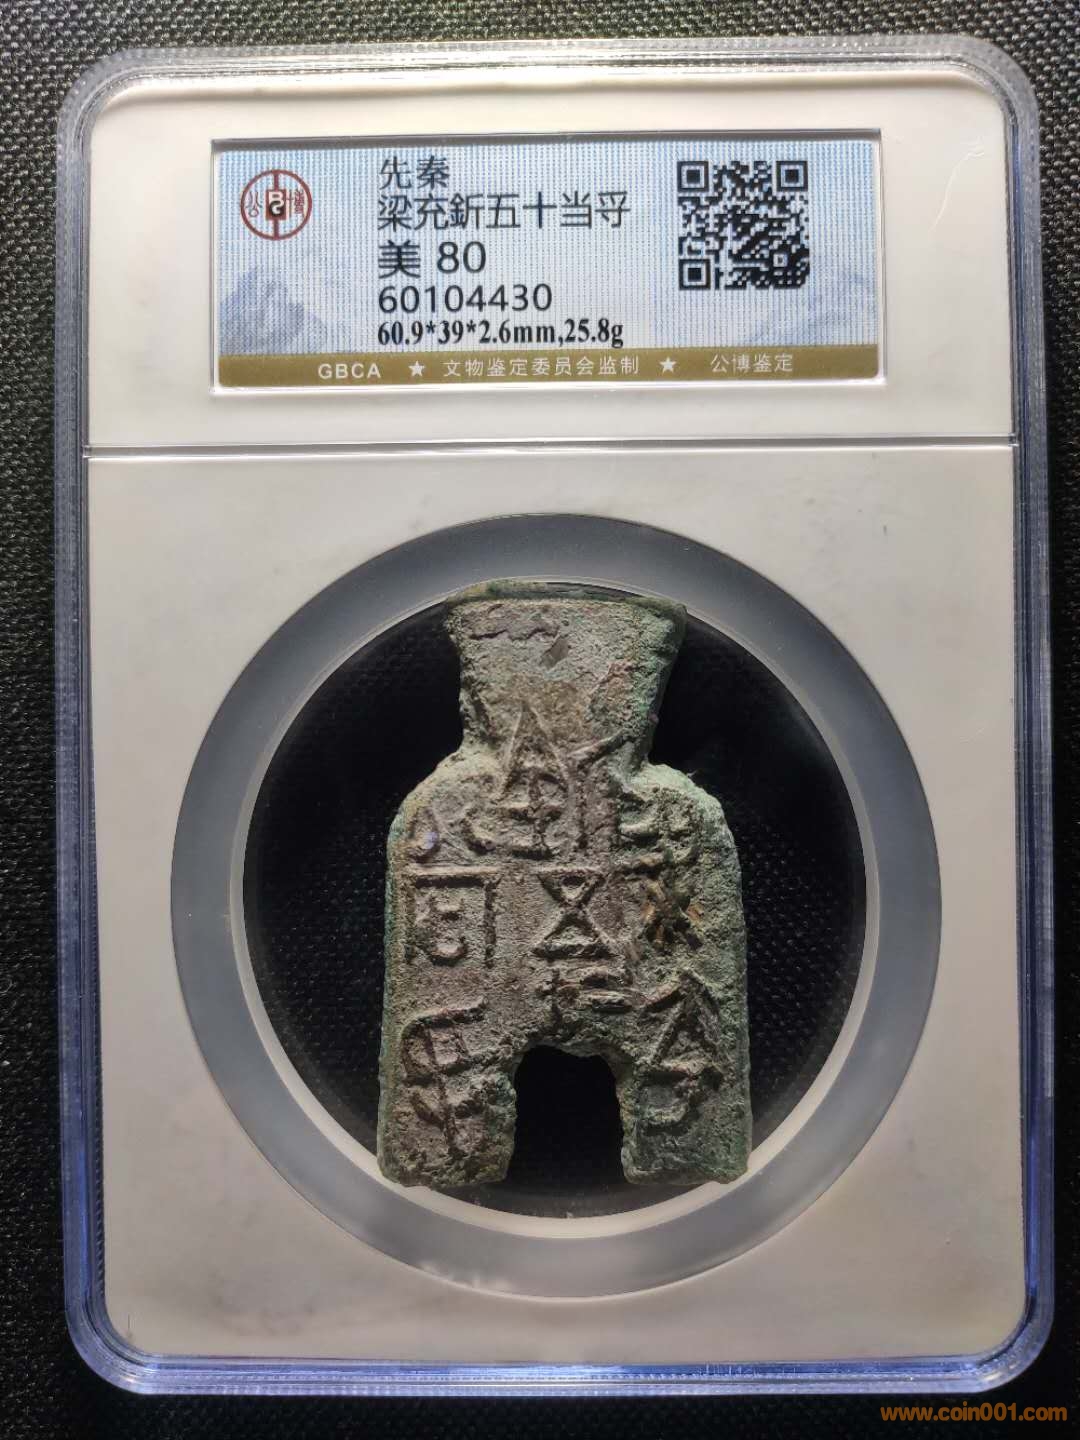 先秦
梁充釿五十当寽
美 80
60104430
60.9*39*2.6mm,25.8g
GBCA ★ 文物鉴定委员会监制 ★ 公博鉴定
www.coin001.com